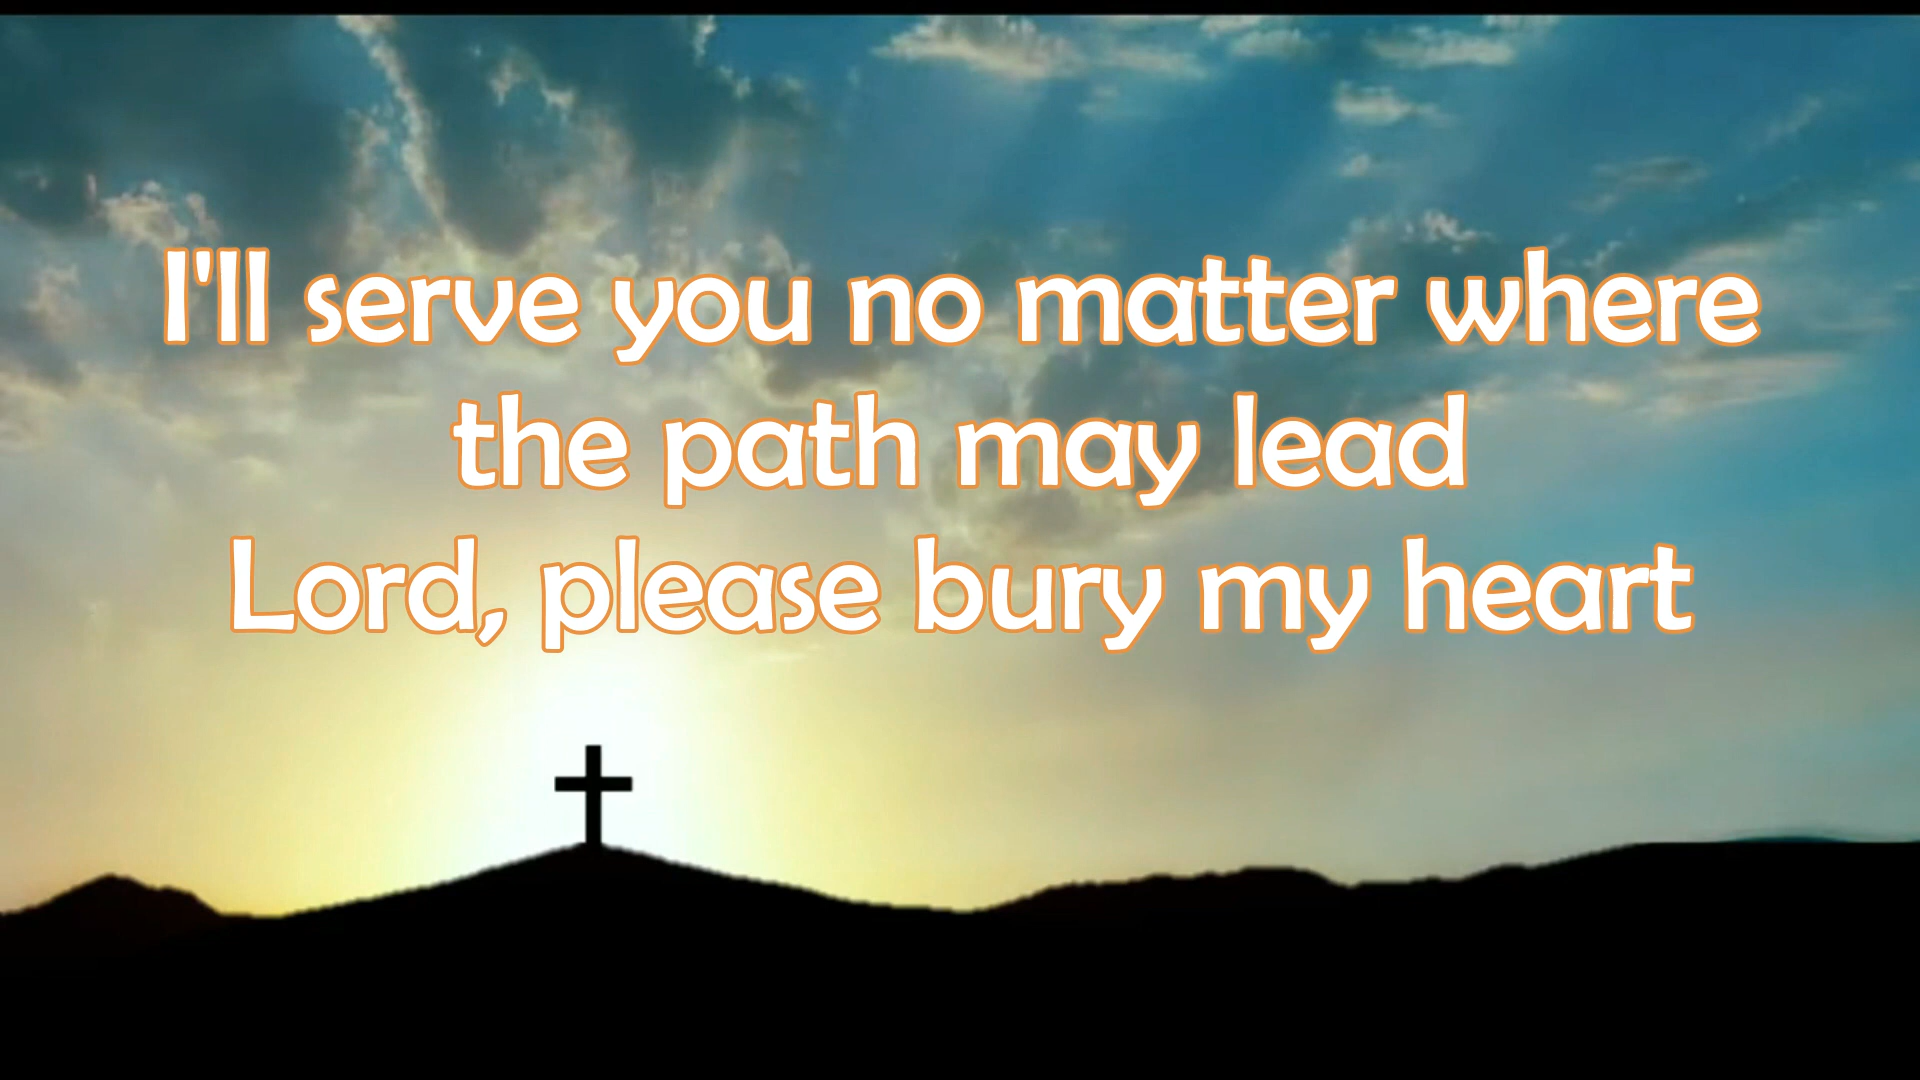 I'll serve you no matter where
the path may lead
Lord, please bury my heart